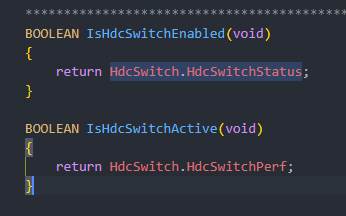 ********************************************
BOOLEAN IsHdcSwitchEnabled(void)
{
    return HdcSwitch.HdcSwitchStatus;
}

BOOLEAN IsHdcSwitchActive(void)
{
    return HdcSwitch.HdcSwitchPerf;
}